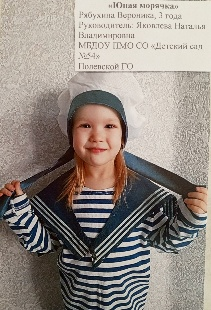 «Юная морячка»
Рябухина Вероника, 3 года
Руководитель: Яковлева Наталья
Владимировна
МБДОУ ПМО СО «Детский сад
№54»
Полевской ГО